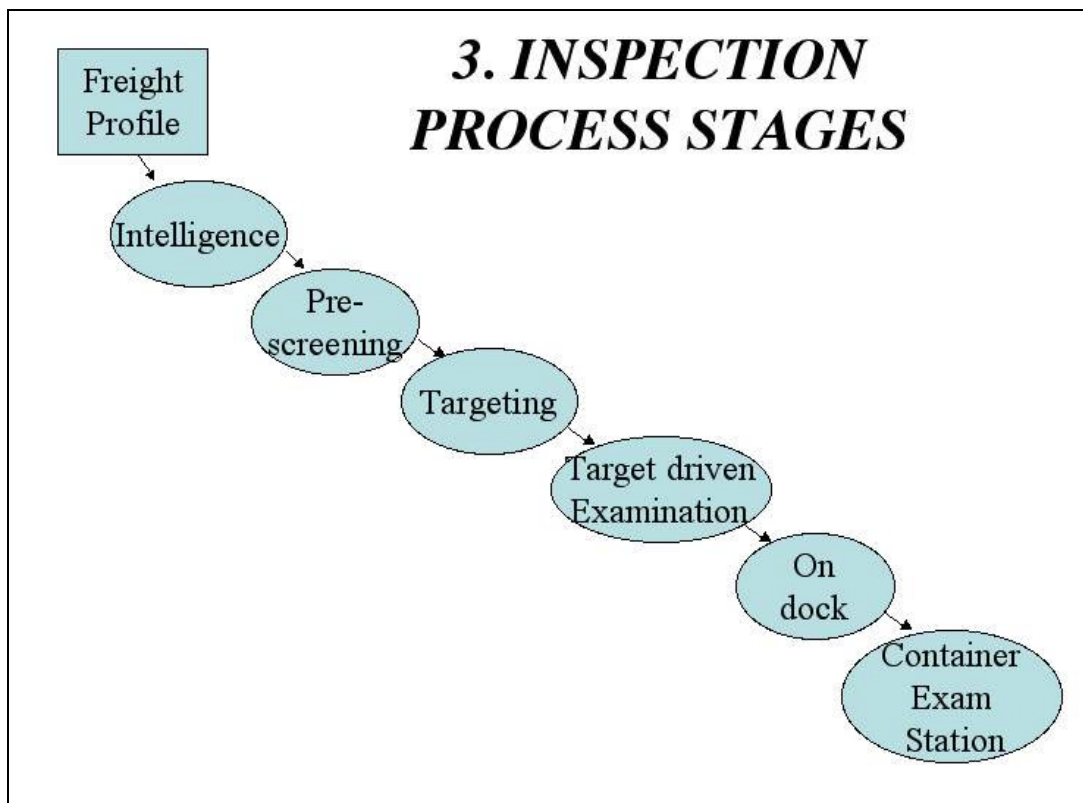 3. INSPECTION
PROCESS STAGES
Freight
Profile
Intelligence
Pre-
screening
Targeting
Target driven
Examination
On
dock
Container
Exam
Station